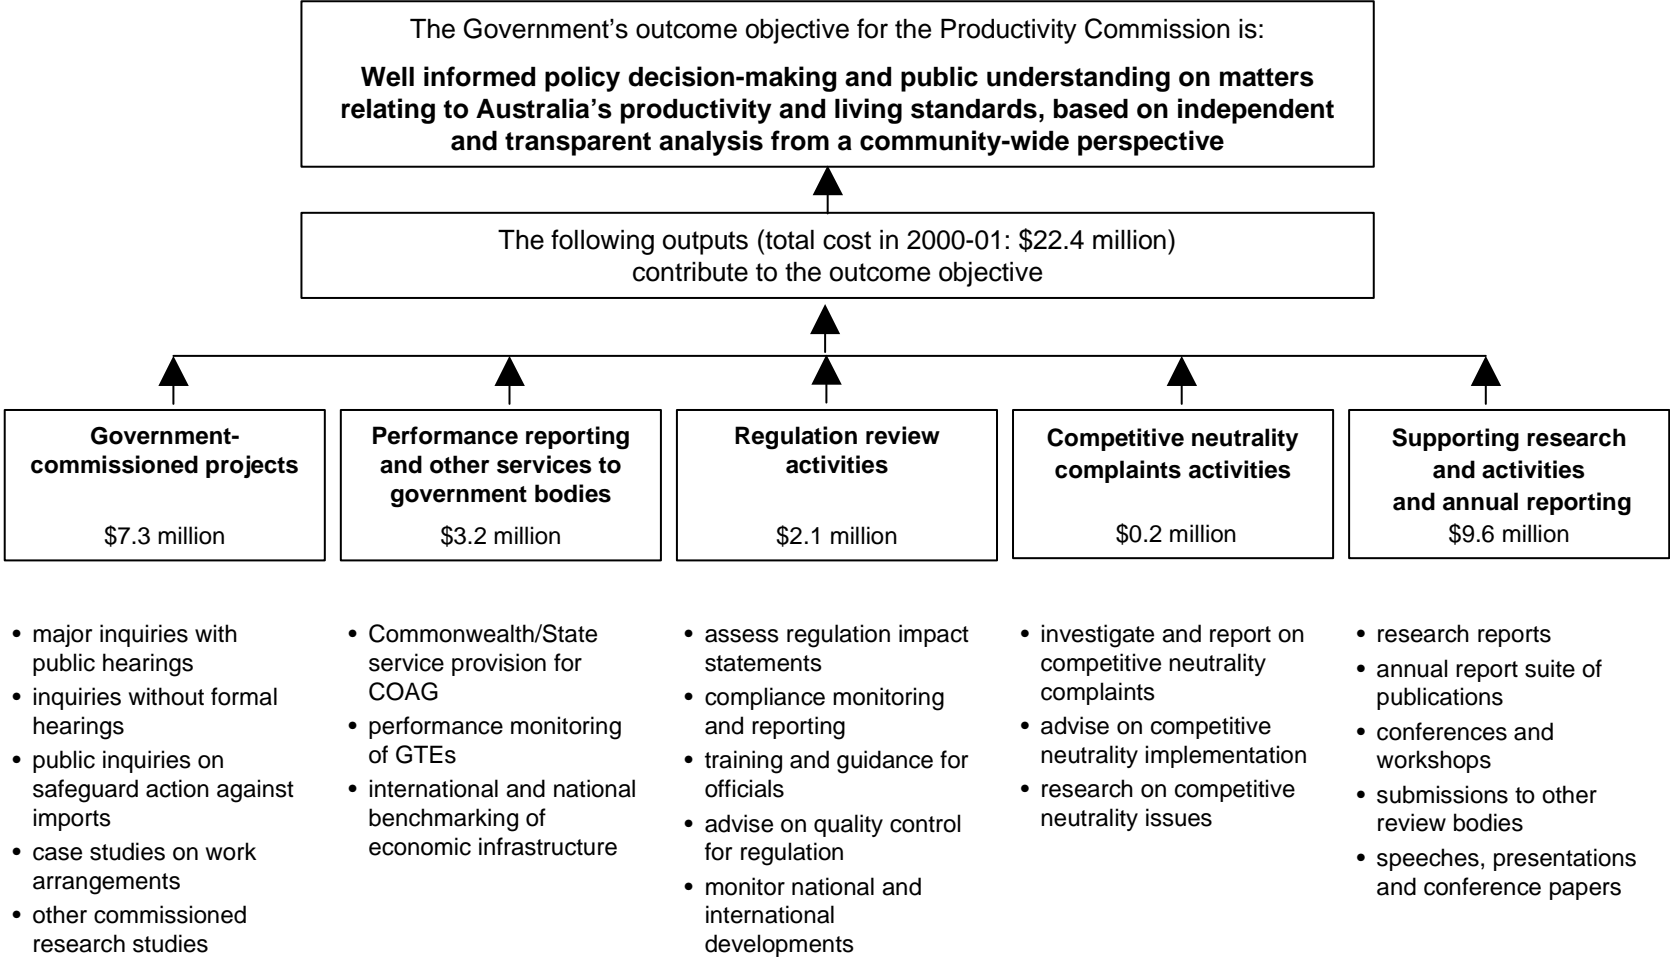 The Government’s outcome objective for the Productivity Commission is:
Well informed policy decision-making and public understanding on matters
relating to Australia’s productivity and living standards, based on independent
and transparent analysis from a community-wide perspective
The following outputs (total cost in 2000-01: $22.4 million)
contribute to the outcome objective
Government-
commissioned projects
$7.3 million
Performance reporting
and other services to
government bodies
$3.2 million
Regulation review
activities
$2.1 million
Competitive neutrality
complaints activities
$0.2 million
Supporting research
and activities
and annual reporting
$9.6 million
• major inquiries with
public hearings
• inquiries without formal
hearings
• public inquiries on
safeguard action against
imports
• case studies on work
arrangements
• other commissioned
research studies
• Commonwealth/State
service provision for
COAG
• performance monitoring
of GTEs
• international and national
benchmarking of
economic infrastructure
• assess regulation impact
statements
• compliance monitoring
and reporting
• training and guidance for
officials
• advise on quality control
for regulation
• monitor national and
international
developments
• investigate and report on
competitive neutrality
complaints
• advise on competitive
neutrality implementation
• research on competitive
neutrality issues
• research reports
• annual report suite of
publications
• conferences and
workshops
• submissions to other
review bodies
• speeches, presentations
and conference papers